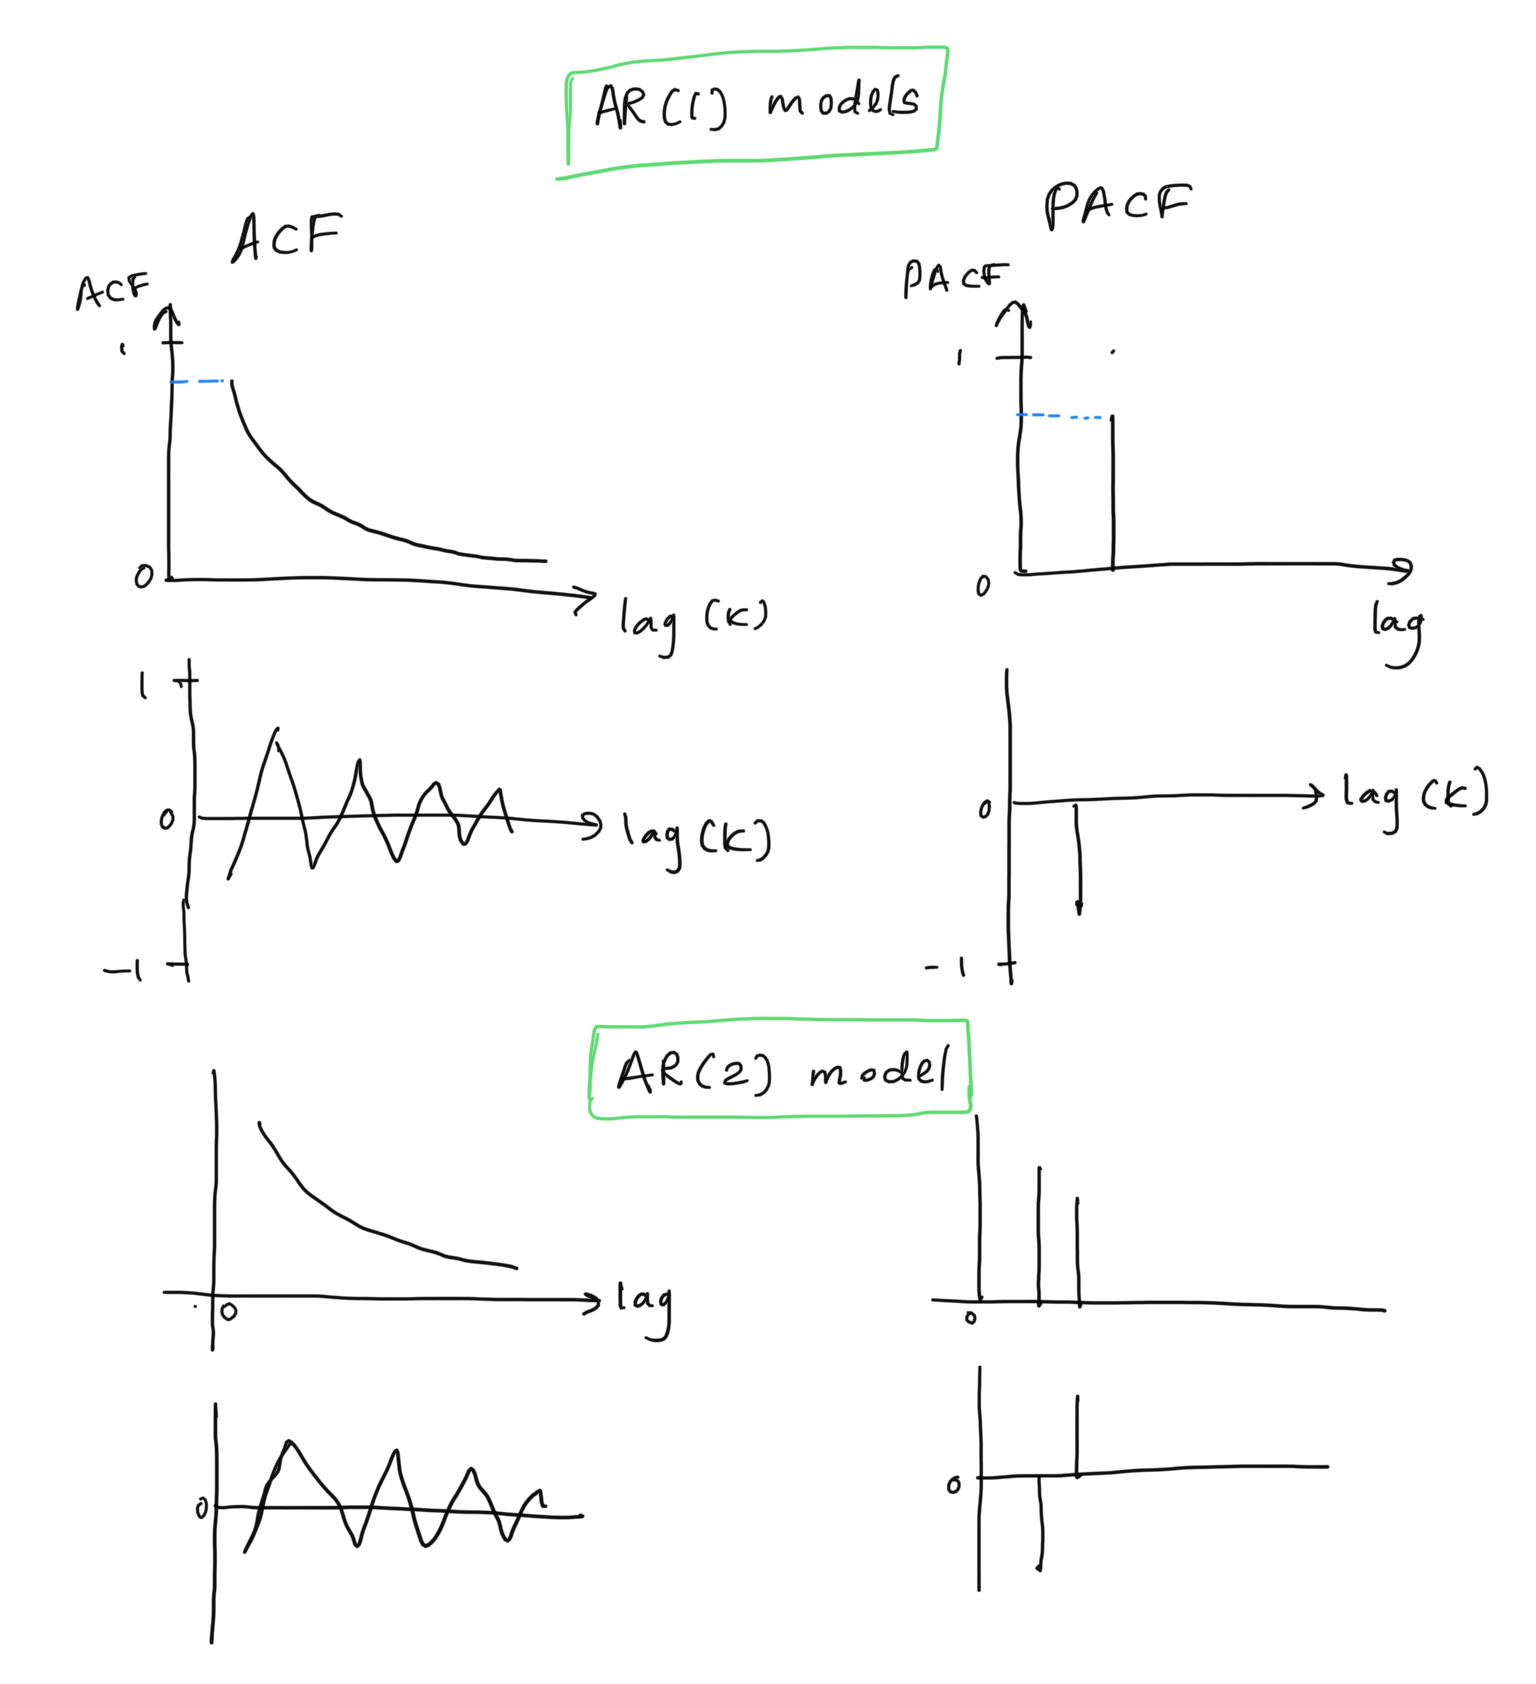 AR(1) models
ACF
PACF
ACF
1
0
lag (K)
PACF
1
0
lag
1
0
-1
lag (K)
0
-1
lag (K)
AR(2) model
0
lag
0
0
0